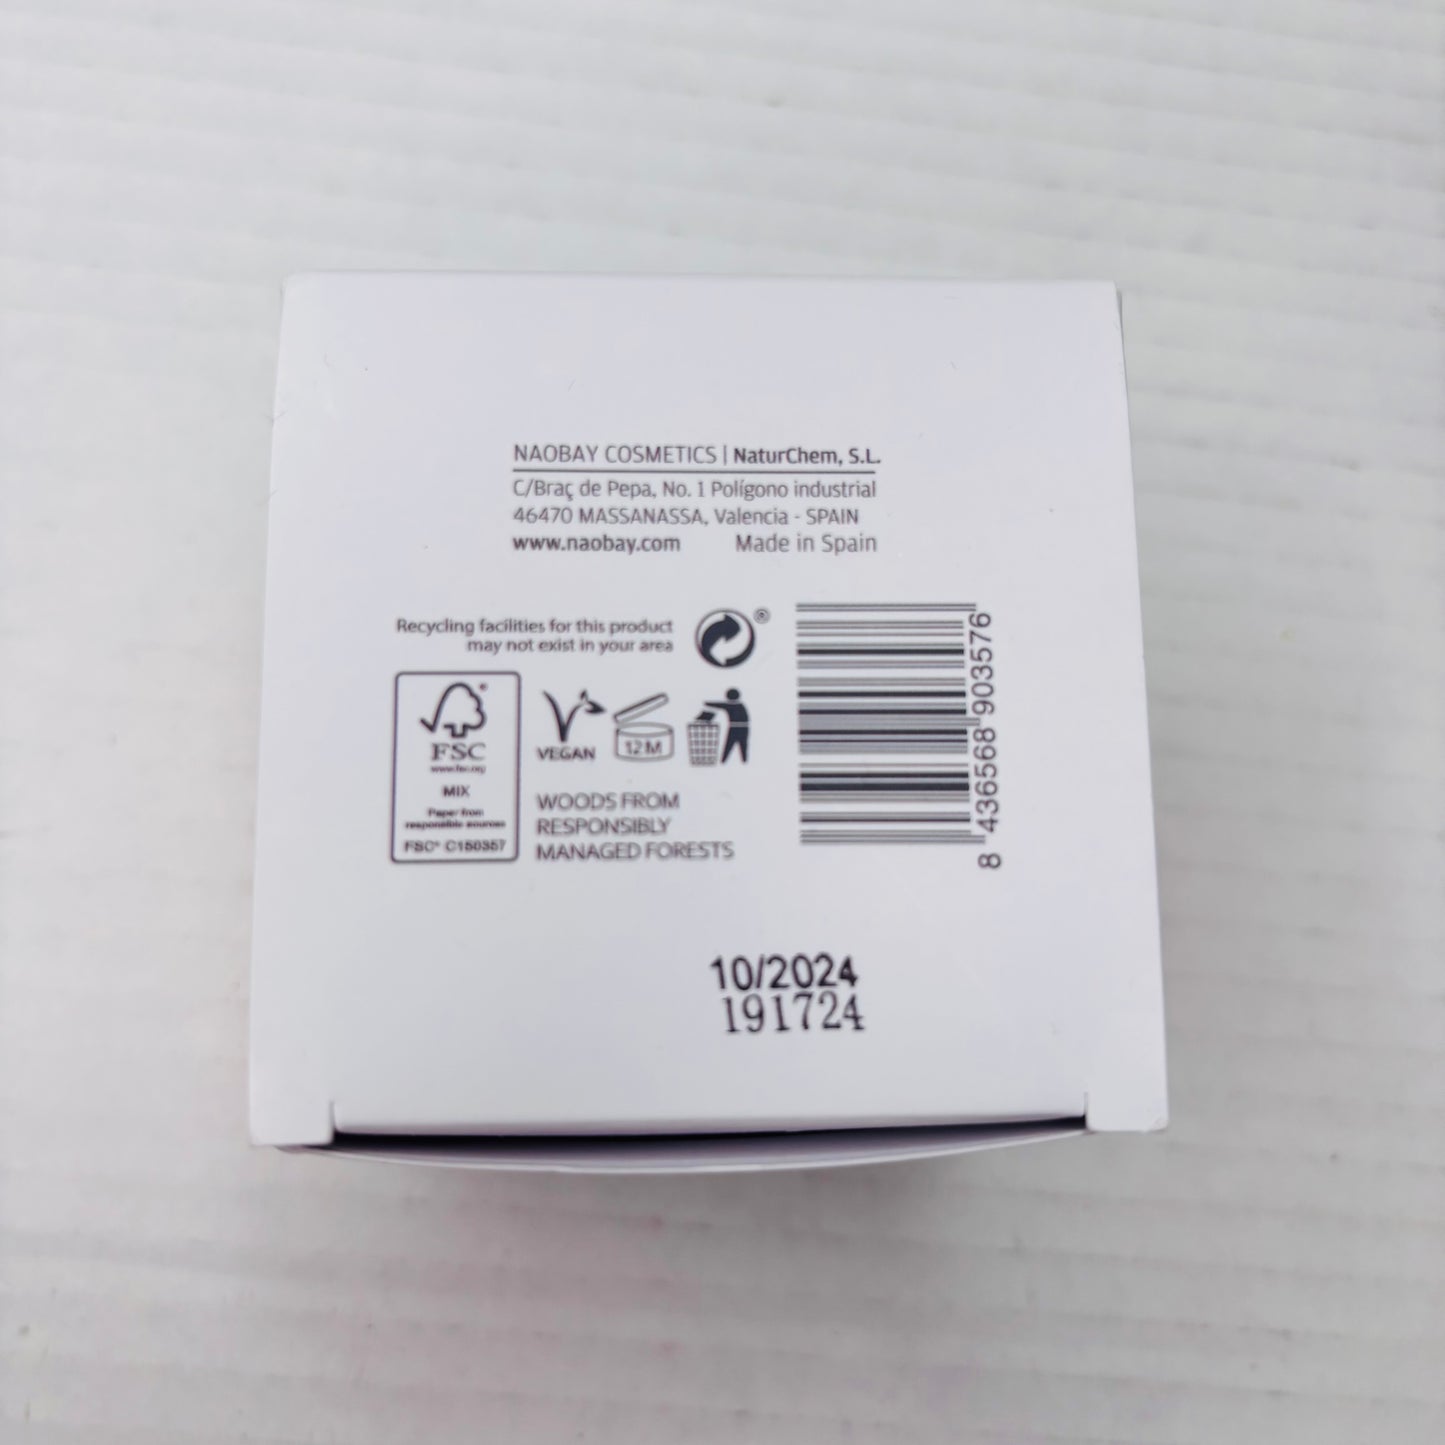 NAOBAY COSMETICS | NaturChem, S.L.
C/Braç de Pepa, No. 1 Polígono industrial
46470 MASSANASSA, Valencia - SPAIN
www.naobay.com Made in Spain
Recycling facilities for this product
may not exist in your area
®
FSC
www.fsc.org
MIX
Paper from
responsible sources
FSC® C150357
VEGAN
12 M
WOODS FROM
RESPONSIBLY
MANAGED FORESTS
8 436568 903576
10/2024
191724